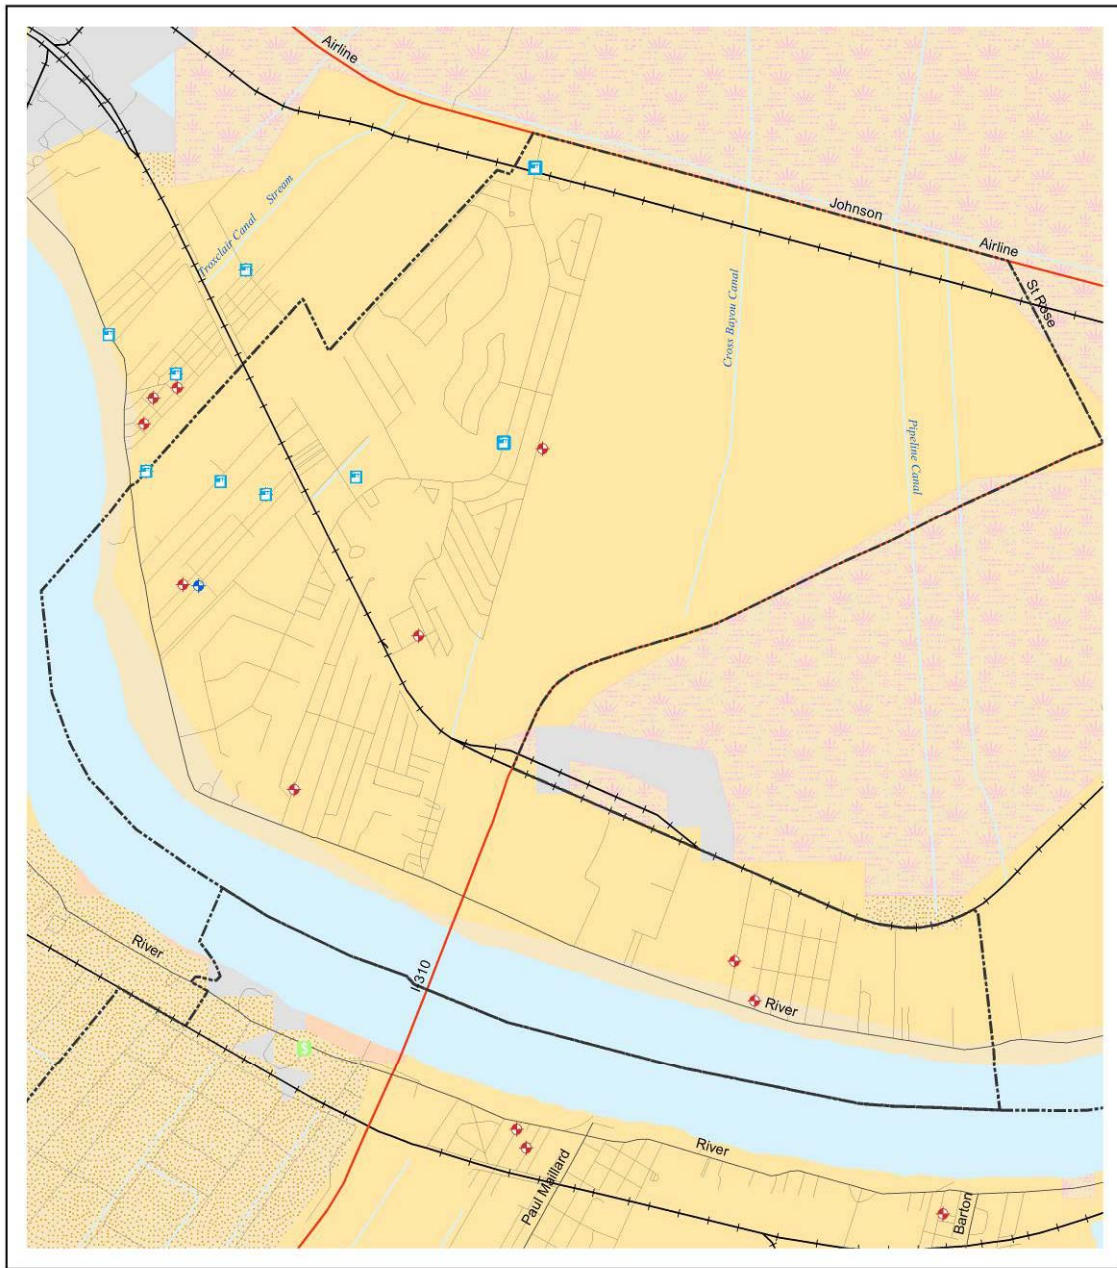 Airline
Troxclair Canal Stream
Johnson
Airline
St Rose
Cross Bayou Canal
Pipeline Canal
River
I- 310
River
$
River
Paul Maillard
Barton